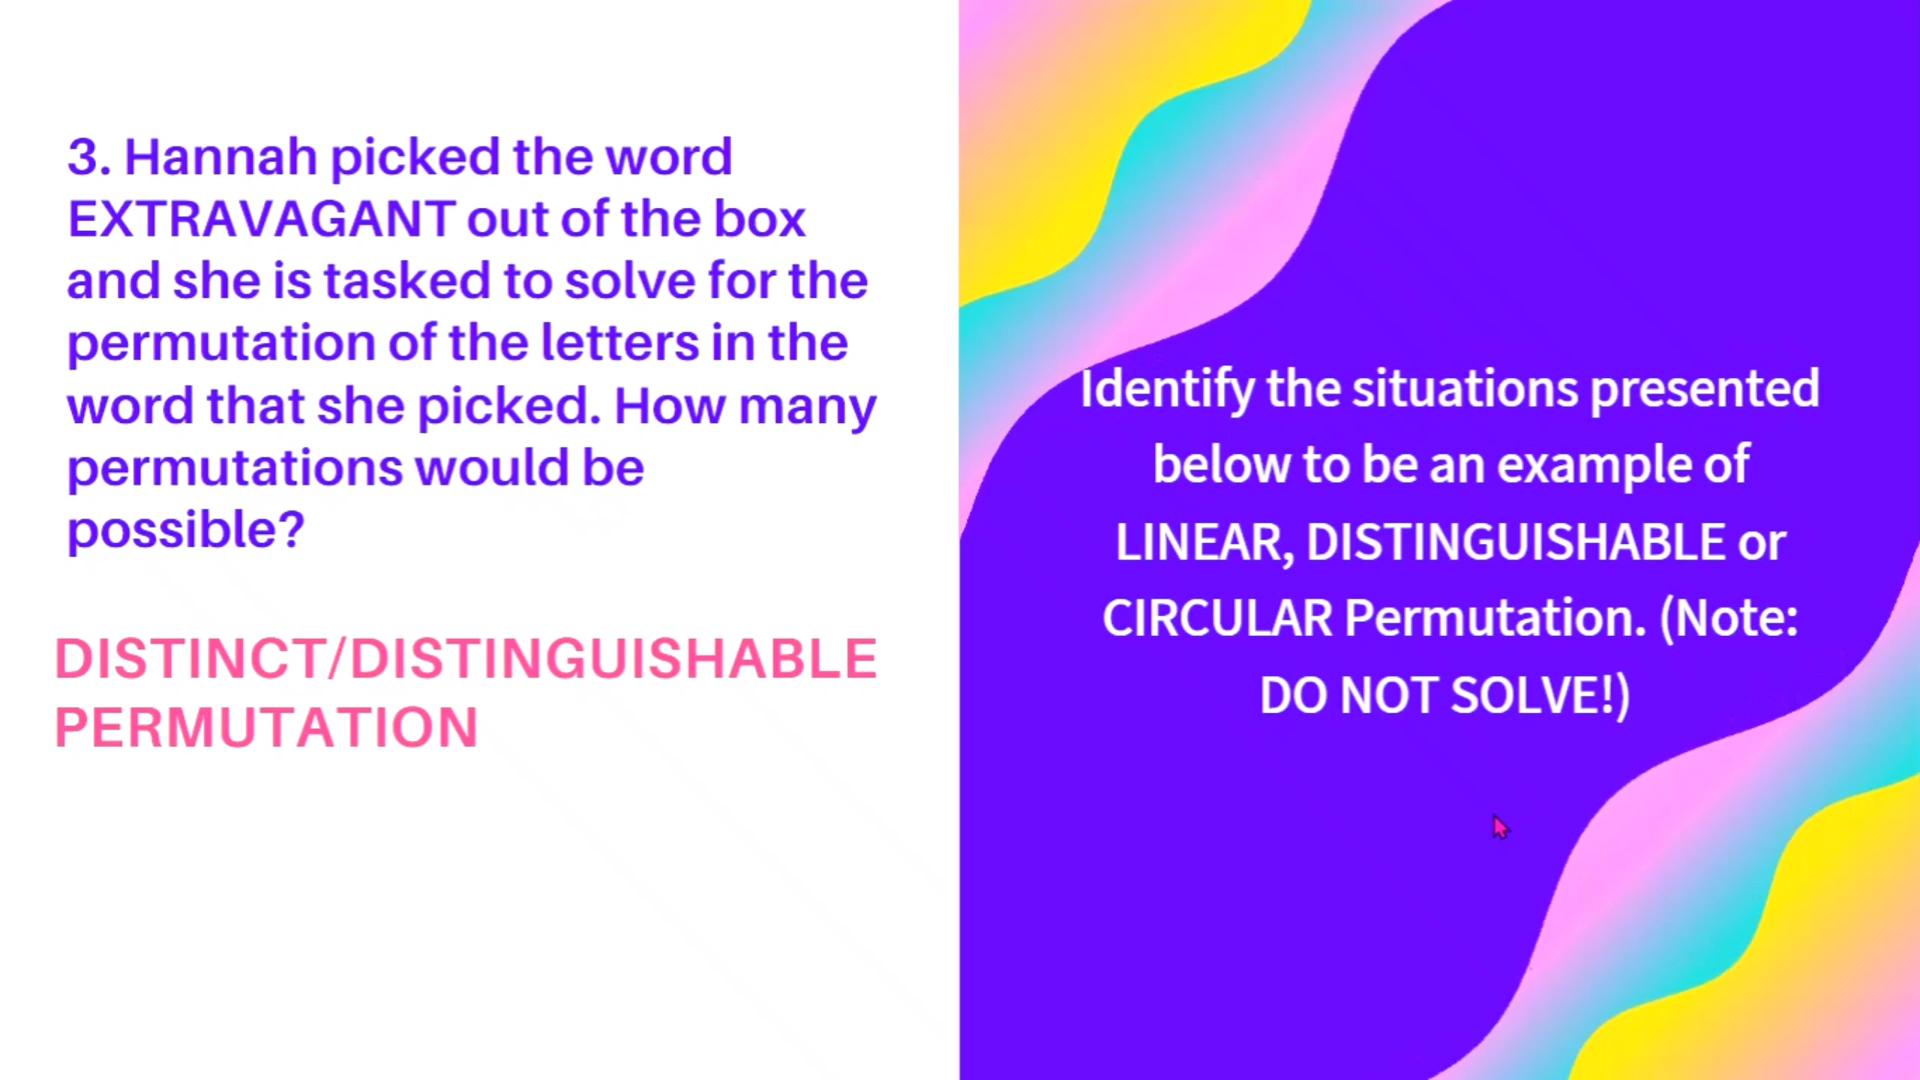 3. Hannah picked the word
EXTRAVAGANT out of the box
and she is tasked to solve for the
permutation of the letters in the
word that she picked. How many
permutations would be
possible?
DISTINCT/DISTINGUISHABLE
PERMUTATION
Identify the situations presented
below to be an example of
LINEAR, DISTINGUISHABLE or
CIRCULAR Permutation. (Note:
DO NOT SOLVE!)